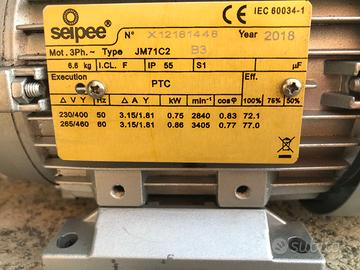 seipee CE IEC 60034-1
N° X12181448 Year 2018
Mot. 3Ph.~ Type JM71C2 B3
6,6 kg I.CL. F IP 55 S1 µF
Execution PTC Eff.
Δ V Y Hz Δ A Y kW min⁻¹ cosφ 100% 75% 50%
230/400 50 3.15/1.81 0.75 2840 0.83 72.1
265/460 60 3.15/1.81 0.86 3405 0.77 77.0
subito